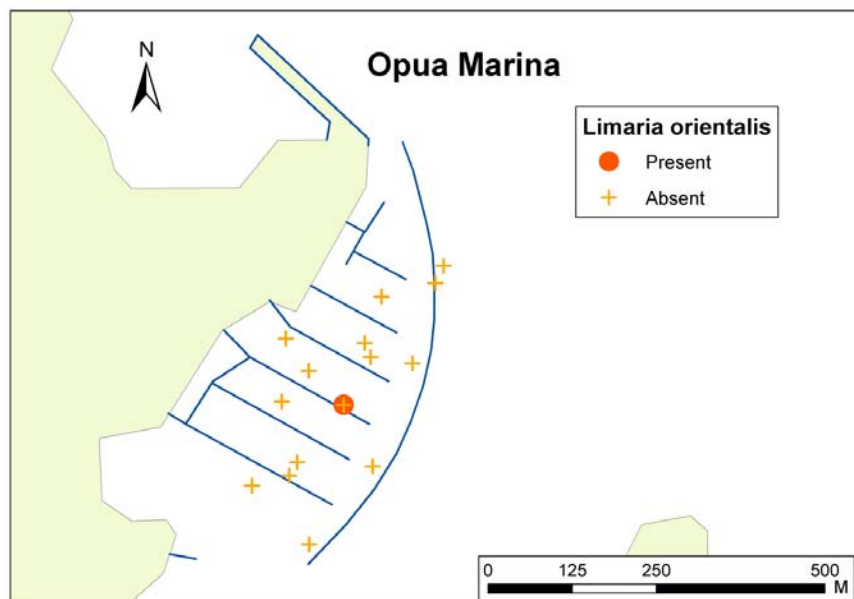 N
Opua Marina
Limaria orientalis
Present
Absent
0 125 250 500
M